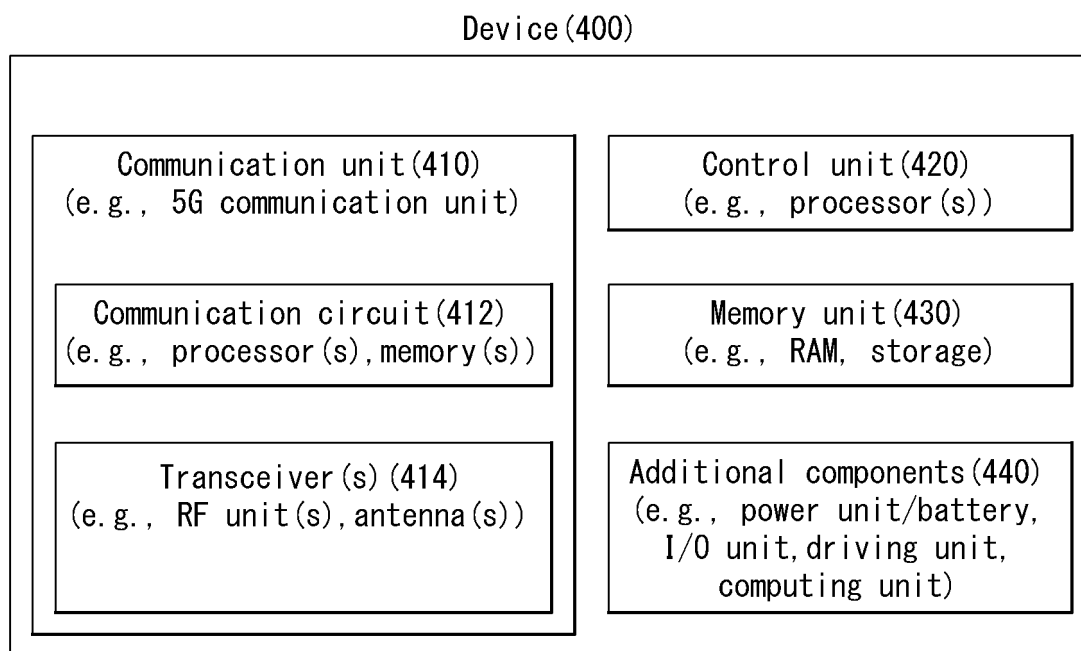 Device(400)
Communication unit(410)
(e.g., 5G communication unit)
Communication circuit(412)
(e.g., processor(s),memory(s))
Transceiver(s)(414)
(e.g., RF unit(s),antenna(s))
Control unit(420)
(e.g., processor(s))
Memory unit(430)
(e.g., RAM, storage)
Additional components(440)
(e.g., power unit/battery,
I/O unit,driving unit,
computing unit)